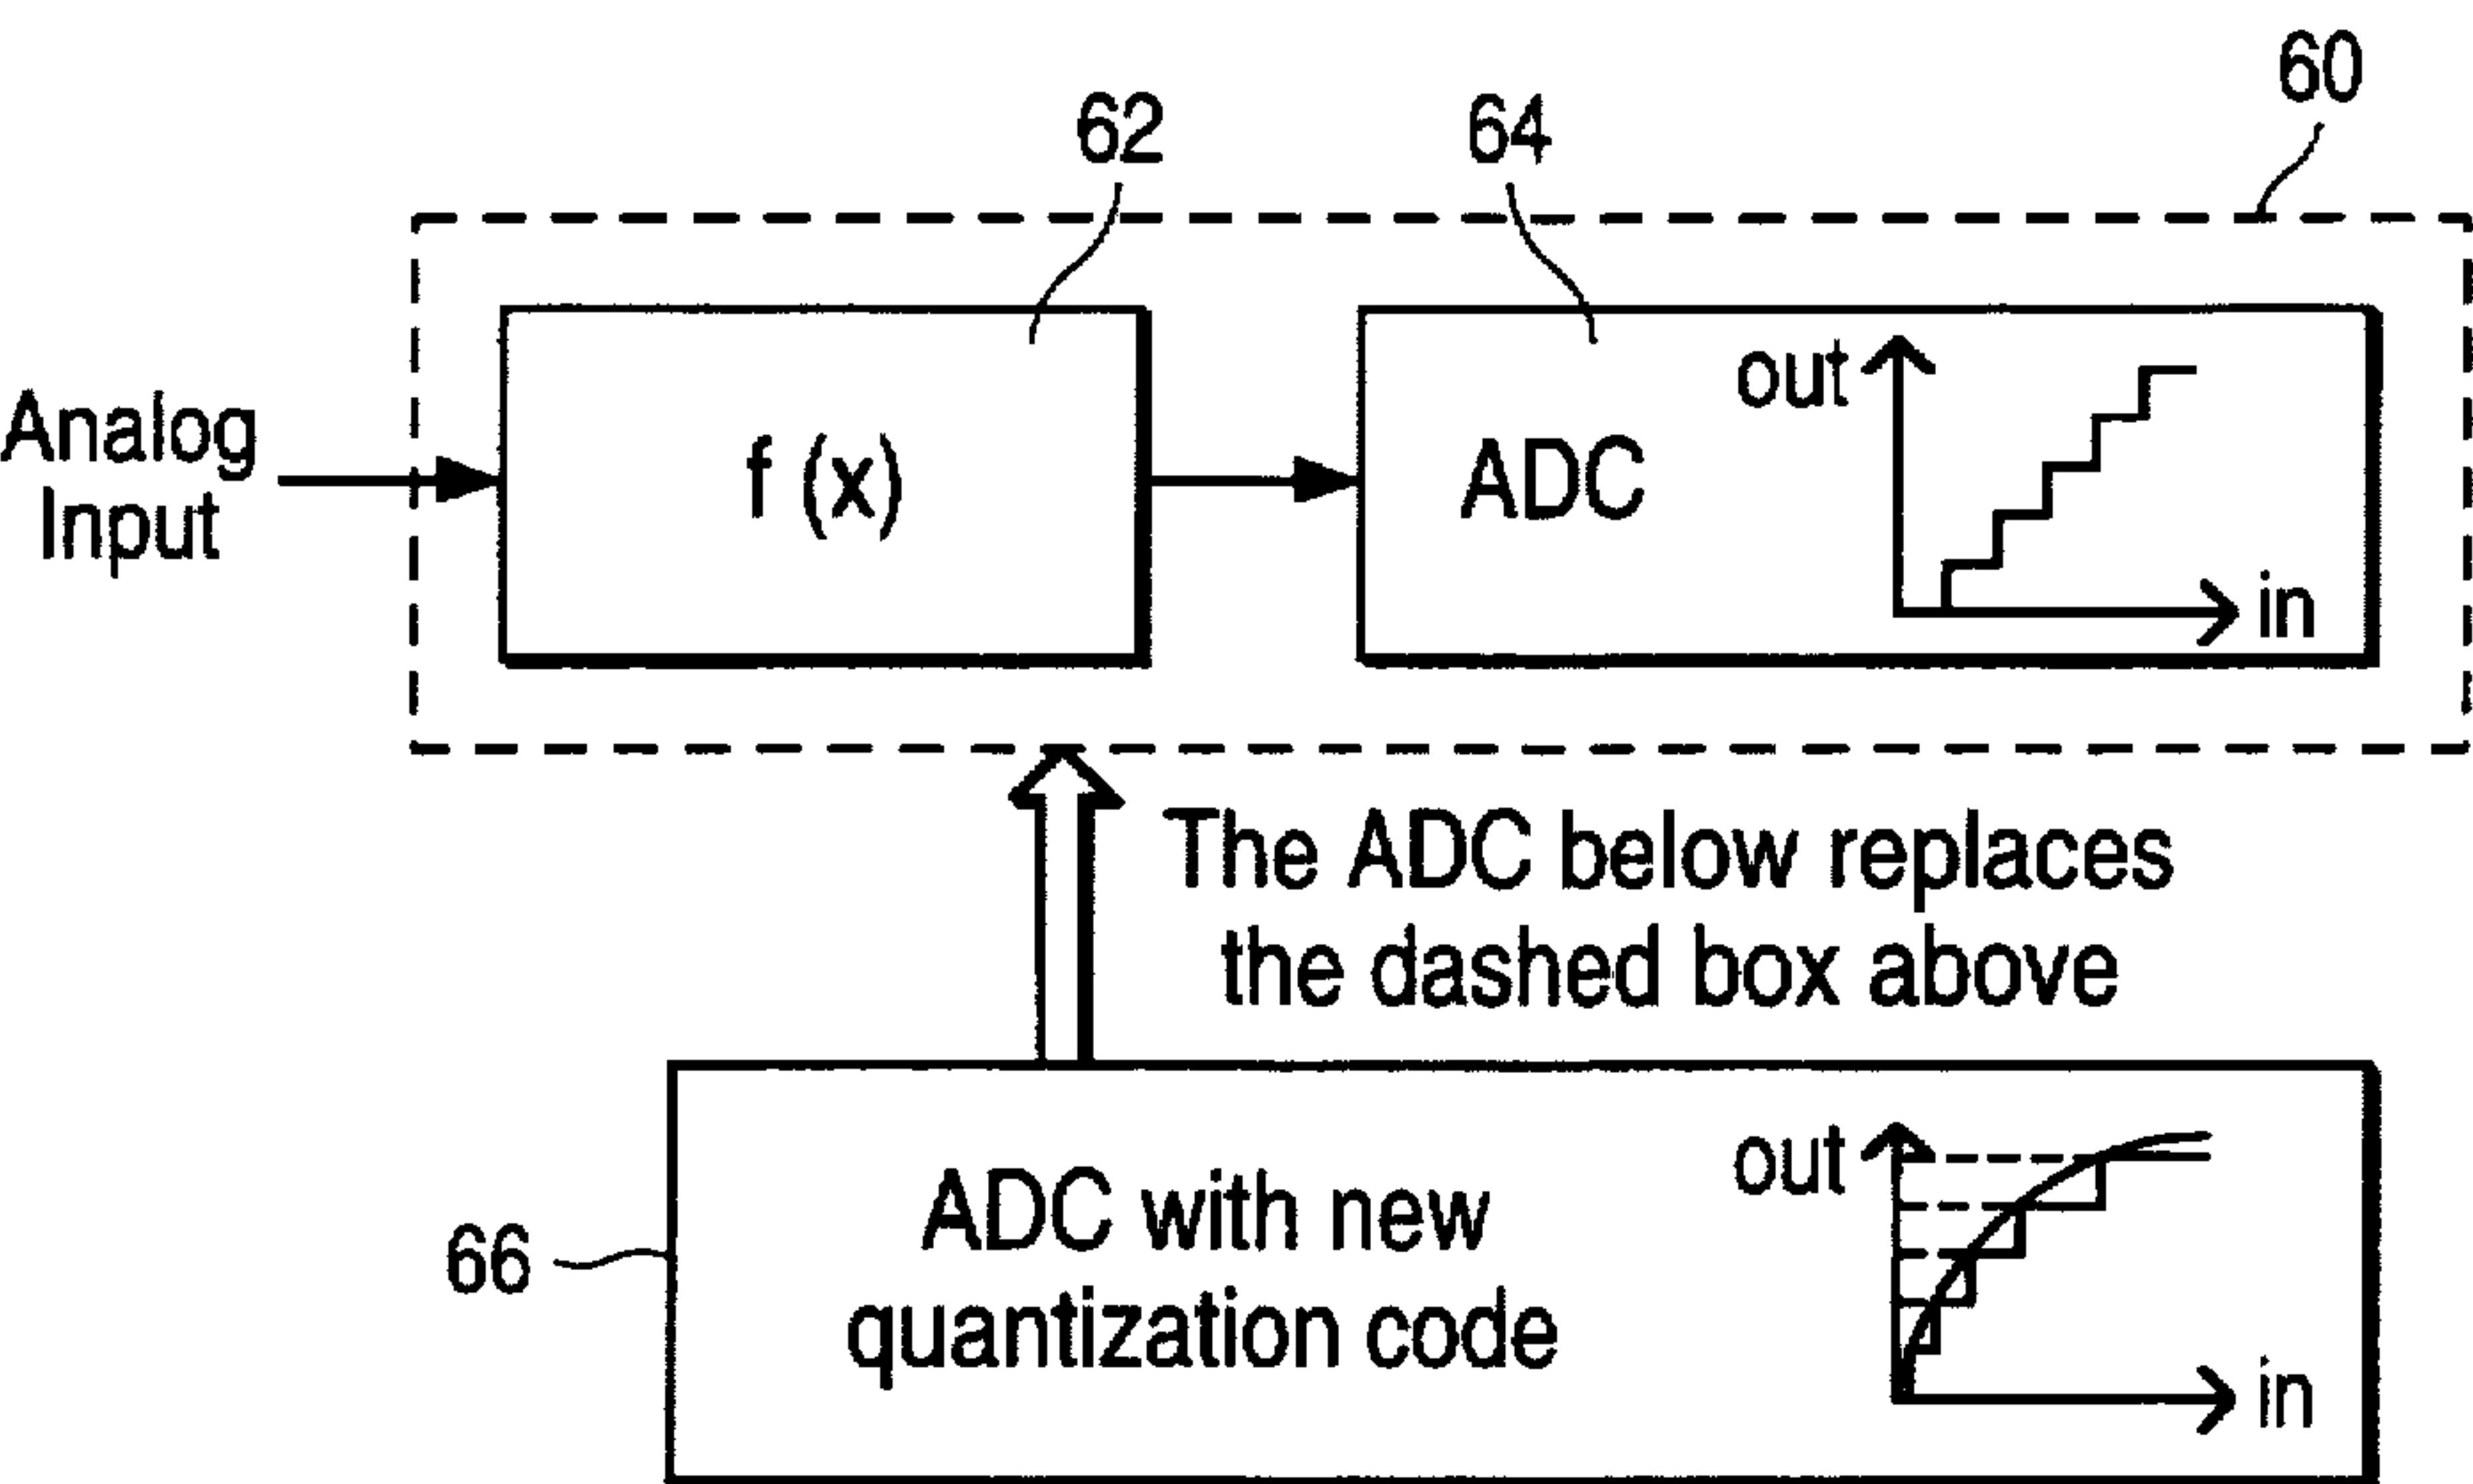 60
62
64
Analog
Input
f (x)
ADC
out
in
The ADC below replaces
the dashed box above
66
ADC with new
quantization code
out
in